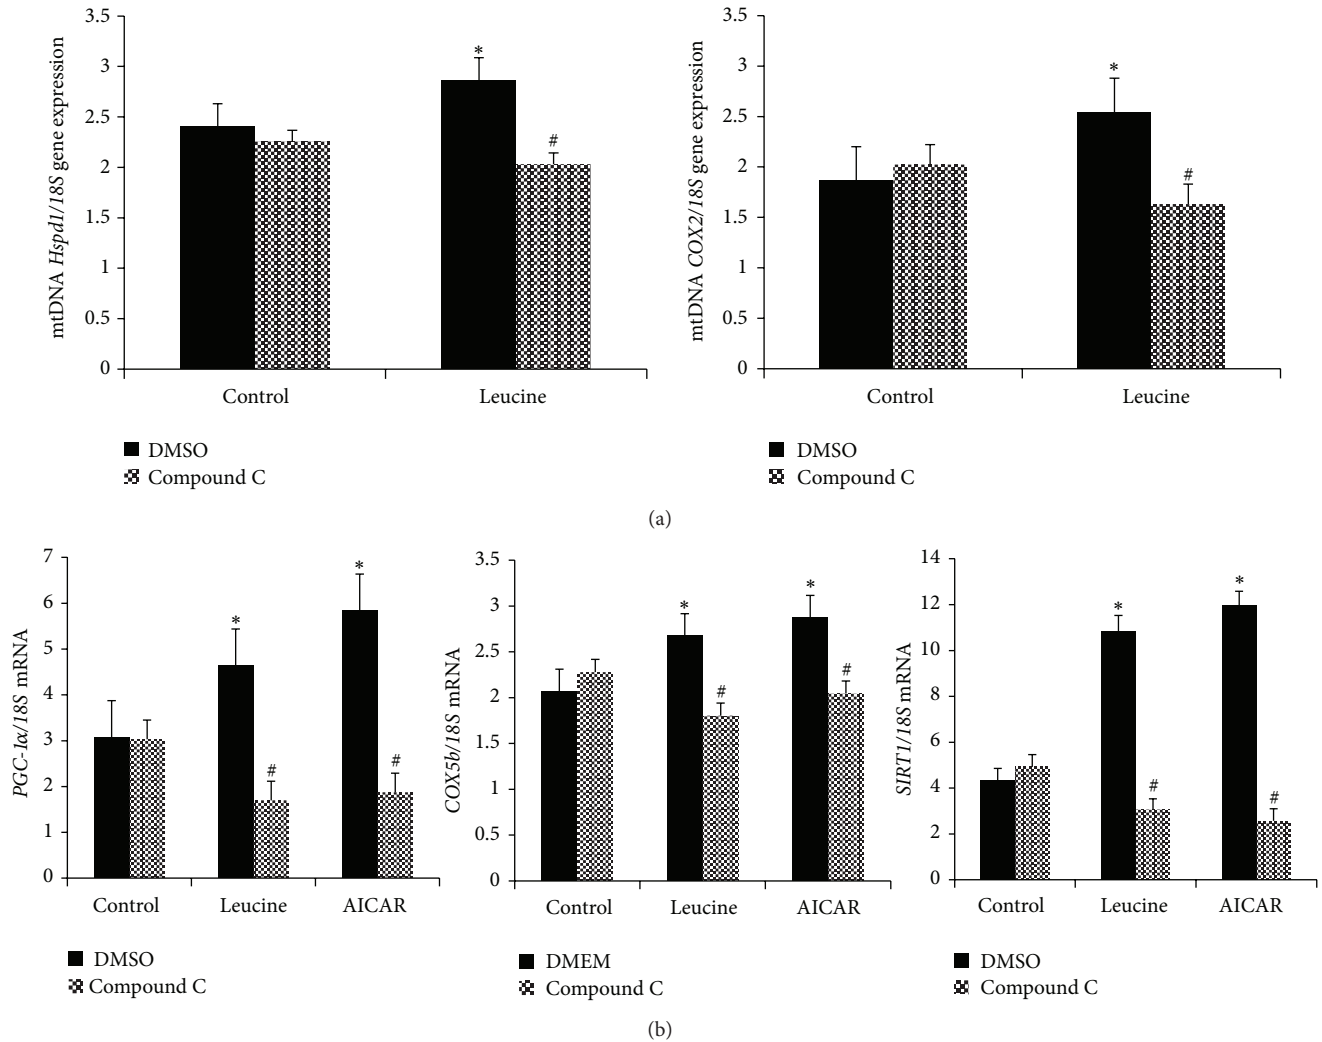 3.5
3
2.5
2
1.5
1
0.5
0
mtDNA Hspd1/18S gene expression
*
#
Control
Leucine
DMSO
Compound C
3.5
3
2.5
2
1.5
1
0.5
0
mtDNA COX2/18S gene expression
*
#
Control
Leucine
DMSO
Compound C
(a)
7
6
5
4
3
2
1
0
PGC-1α/18S mRNA
*
#
*
#
Control
Leucine
AICAR
DMSO
Compound C
3.5
3
2.5
2
1.5
1
0.5
0
COX5b/18S mRNA
*
#
*
#
Control
Leucine
AICAR
DMEM
Compound C
14
12
10
8
6
4
2
0
SIRT1/18S mRNA
*
#
*
#
Control
Leucine
AICAR
DMSO
Compound C
(b)